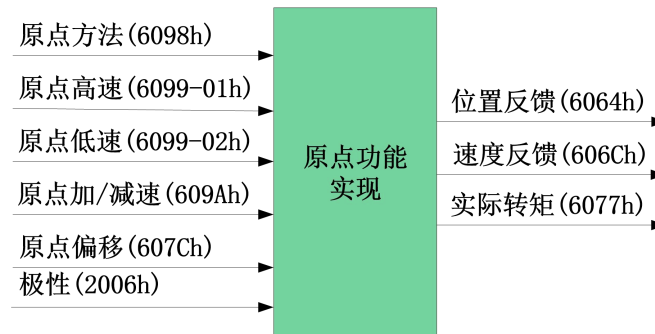 原点方法(6098h)
原点高速(6099-01h)
原点低速(6099-02h)
原点加/减速(609Ah)
原点偏移(607Ch)
极性(2006h)
原点功能
实现
位置反馈(6064h)
速度反馈(606Ch)
实际转矩(6077h)